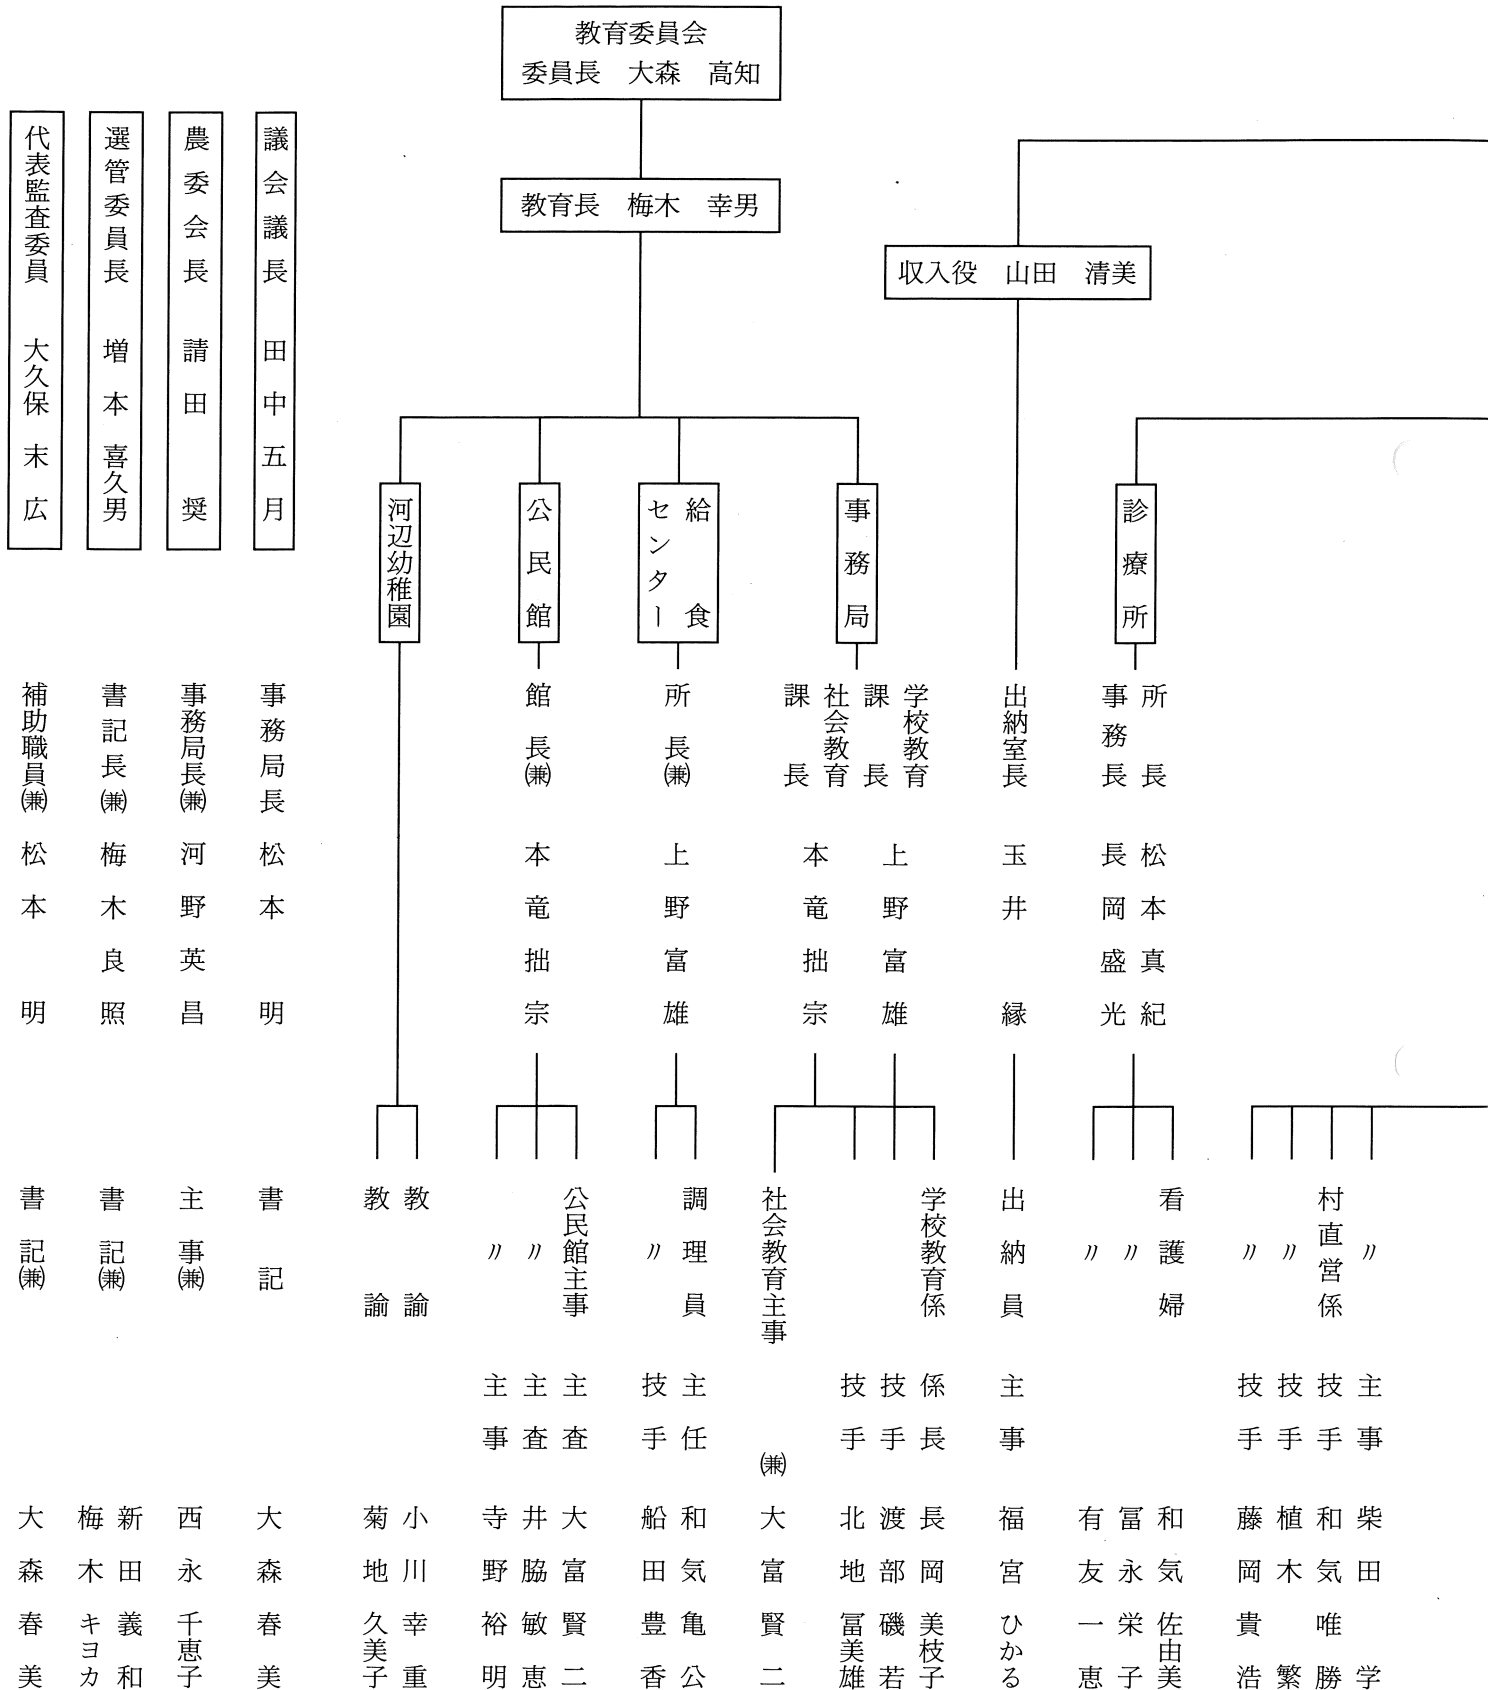 教育委員会
委員長　大森　高知
教育長　梅木　幸男
収入役　山田　清美
診療所
所長　松本真紀
事務長　長岡盛光
出納室長　玉井　縁
事務局
学校教育課長　上野富雄
社会教育課長　本竜拙宗
給食センター
所長㈱　上野富雄
公民館
館長㈱　本竜拙宗
河辺幼稚園
議会議長　田中五月
事務局長　松本　明
書記　大森春美
農委会長　請田　奨
事務局長(兼)　河野英昌
主事(兼)　西永千恵子
選管委員長　増本喜久男
書記長(兼)　梅木良照
書記(兼)　新田義和
梅木キヨカ
代表監査委員　大久保末広
補助職員(兼)　松本　明
書記(兼)　大森春美
〃　主事　柴田　学
村直営係　技手　和気唯勝
〃　技手　植木　繁
〃　技手　藤岡貴浩
看護婦　和気佐由美
〃　冨永栄子
〃　有友一恵
出納員　主事　福宮ひかる
学校教育係　係長　長岡美枝子
技手　渡部磯若
技手　北地冨美雄
社会教育主事　(兼)　大富賢二
調理員　主任　和気亀公
〃　技手　船田豊香
公民館主事　主査　大富賢二
〃　主査　井脇敏恵
〃　主事　寺野裕明
教諭　小川幸重
教諭　菊地久美子